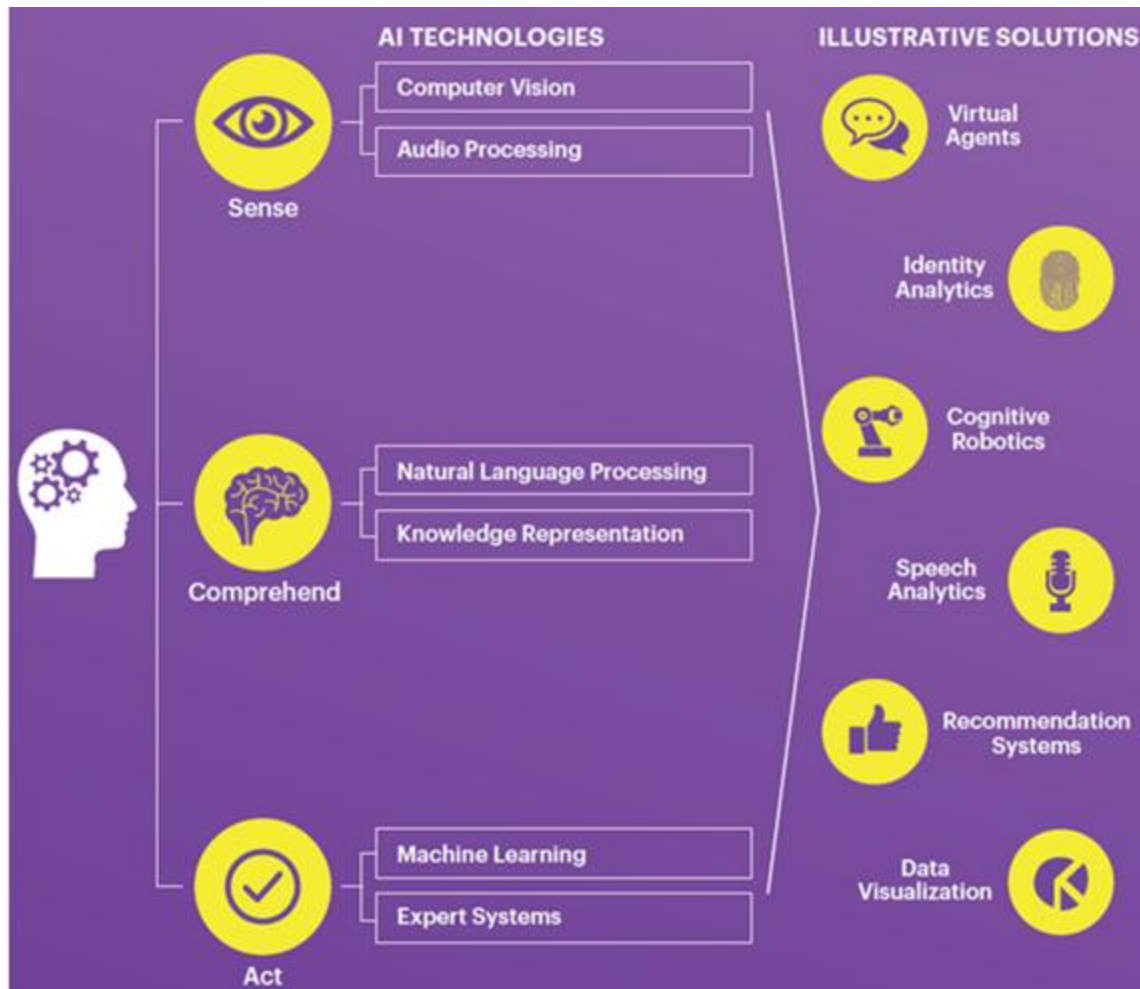 AI TECHNOLOGIES
ILLUSTRATIVE SOLUTIONS
Sense
Computer Vision
Audio Processing
Comprehend
Natural Language Processing
Knowledge Representation
Act
Machine Learning
Expert Systems
Virtual
Agents
Identity
Analytics
Cognitive
Robotics
Speech
Analytics
Recommendation
Systems
Data
Visualization